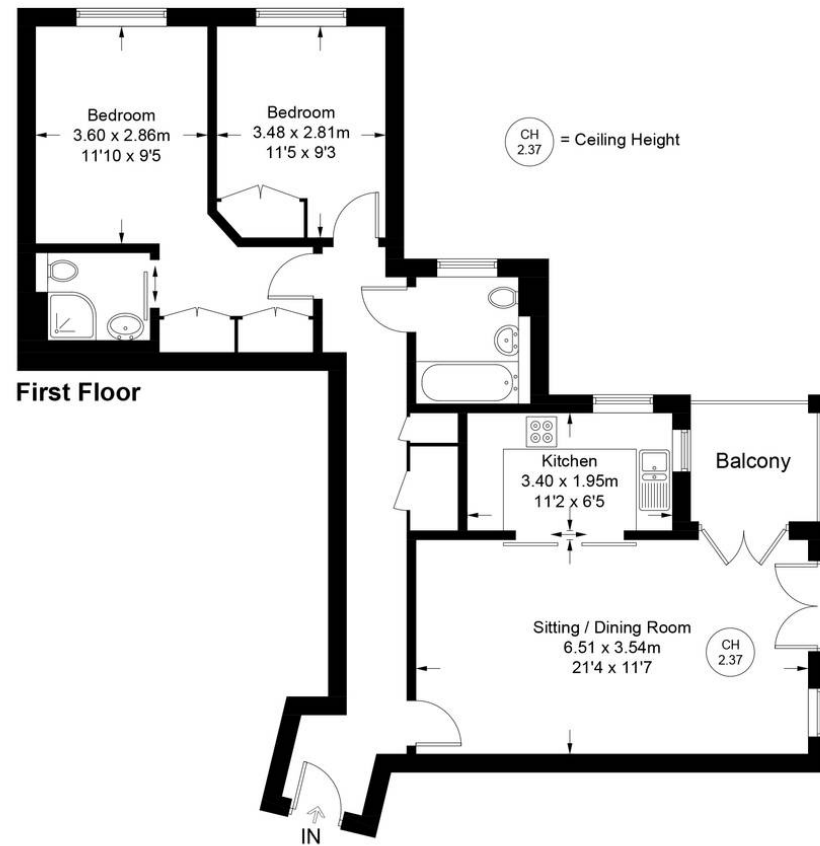 Bedroom
3.60 x 2.86m
11'10 x 9'5
Bedroom
3.48 x 2.81m
11'5 x 9'3
CH
2.37
= Ceiling Height
First Floor
Kitchen
3.40 x 1.95m
11'2 x 6'5
Balcony
Sitting / Dining Room
6.51 x 3.54m
21'4 x 11'7
CH
2.37
IN